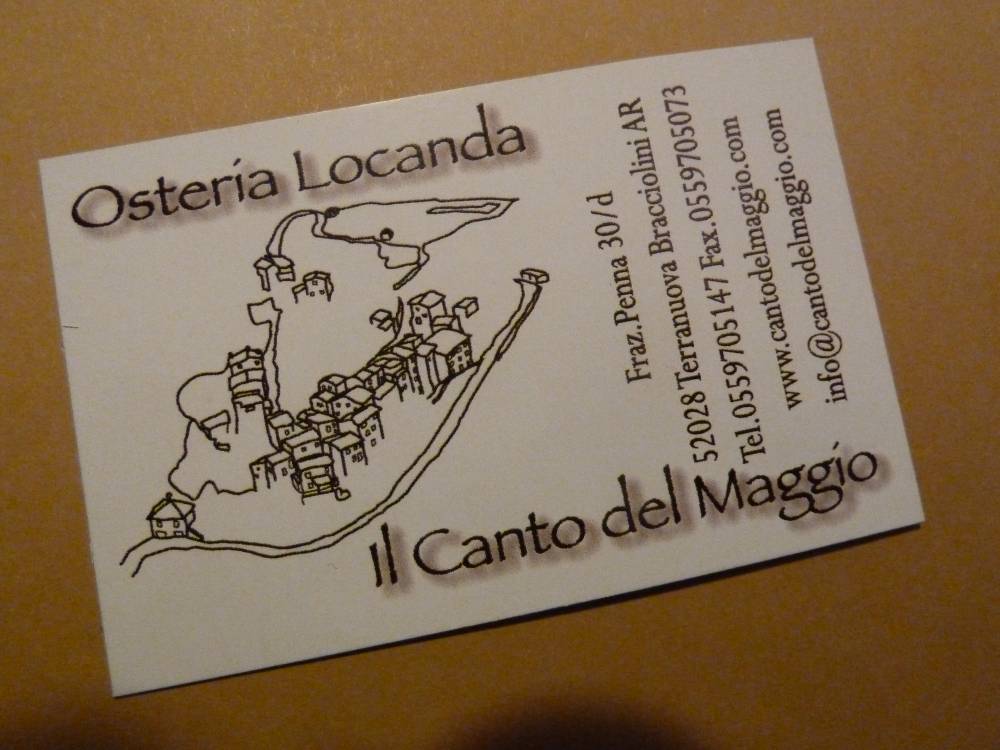 Osteria Locanda
Fraz.Penna 30/d
52028 Terranuova Bracciolini AR
Tel.0559705147 Fax.0559705073
www.cantodelmaggio.com
info@cantodelmaggio.com
Il Canto del Maggiò